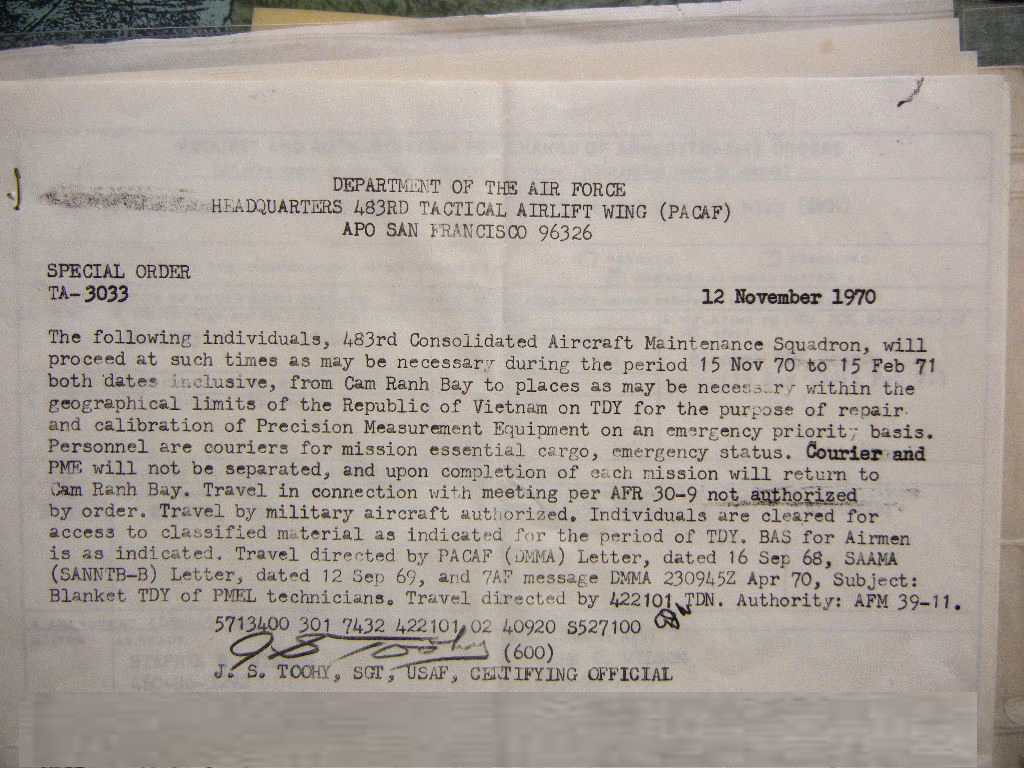 DEPARTMENT OF THE AIR FORCE
HEADQUARTERS 483RD TACTICAL AIRLIFT WING (PACAF)
APO SAN FRANCISCO 96326
SPECIAL ORDER
TA-3033
12 November 1970
The following individuals, 483rd Consolidated Aircraft Maintenance Squadron, will
proceed at such times as may be necessary during the period 15 Nov 70 to 15 Feb 71
both dates inclusive, from Cam Ranh Bay to places as may be necessary within the
geographical limits of the Republic of Vietnam on TDY for the purpose of repair
and calibration of Precision Measurement Equipment on an emergency priority basis.
Personnel are couriers for mission essential cargo, emergency status. Courier and
PME will not be separated, and upon completion of each mission will return to
Cam Ranh Bay. Travel in connection with meeting per AFR 30-9 not authorized
by order. Travel by military aircraft authorized. Individuals are cleared for
access to classified material as indicated for the period of TDY. BAS for Airmen
is as indicated. Travel directed by PACAF (DMMA) Letter, dated 16 Sep 68, SAAMA
(SANNTB-B) Letter, dated 12 Sep 69, and 7AF message DMMA 230945Z Apr 70, Subject:
Blanket TDY of PMEL technicians. Travel directed by 422101 TDN. Authority: AFM 39-11.
5713400 301 7432 422101 02 40920 S527100
J S Toohy (600)
J. S. TOOHY, SGT, USAF, CERTIFYING OFFICIAL